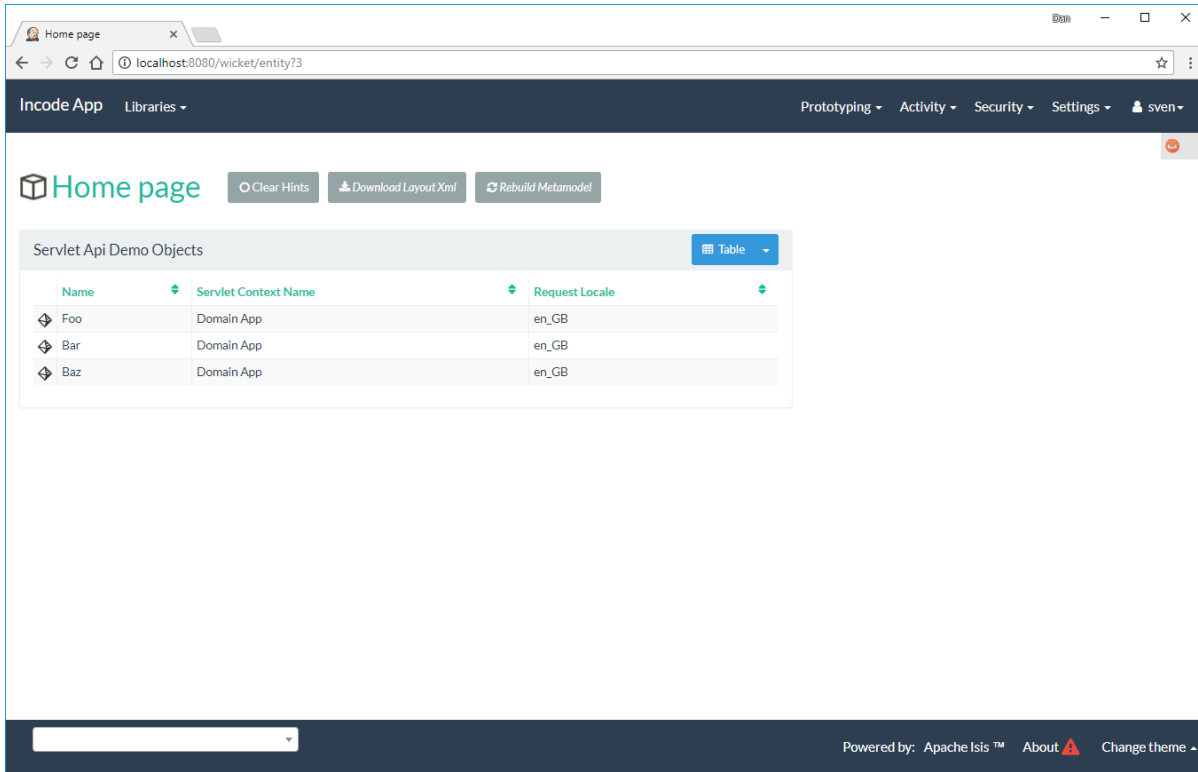 Home page
Dan
localhost:8080/wicket/entity?3
Incode App Libraries Prototyping Activity Security Settings sven
Home page Clear Hints Download Layout Xml Rebuild Metamodel
Servlet Api Demo Objects Table
Name Servlet Context Name Request Locale
Foo Domain App en_GB
Bar Domain App en_GB
Baz Domain App en_GB
Powered by: Apache Isis ™ About Change theme